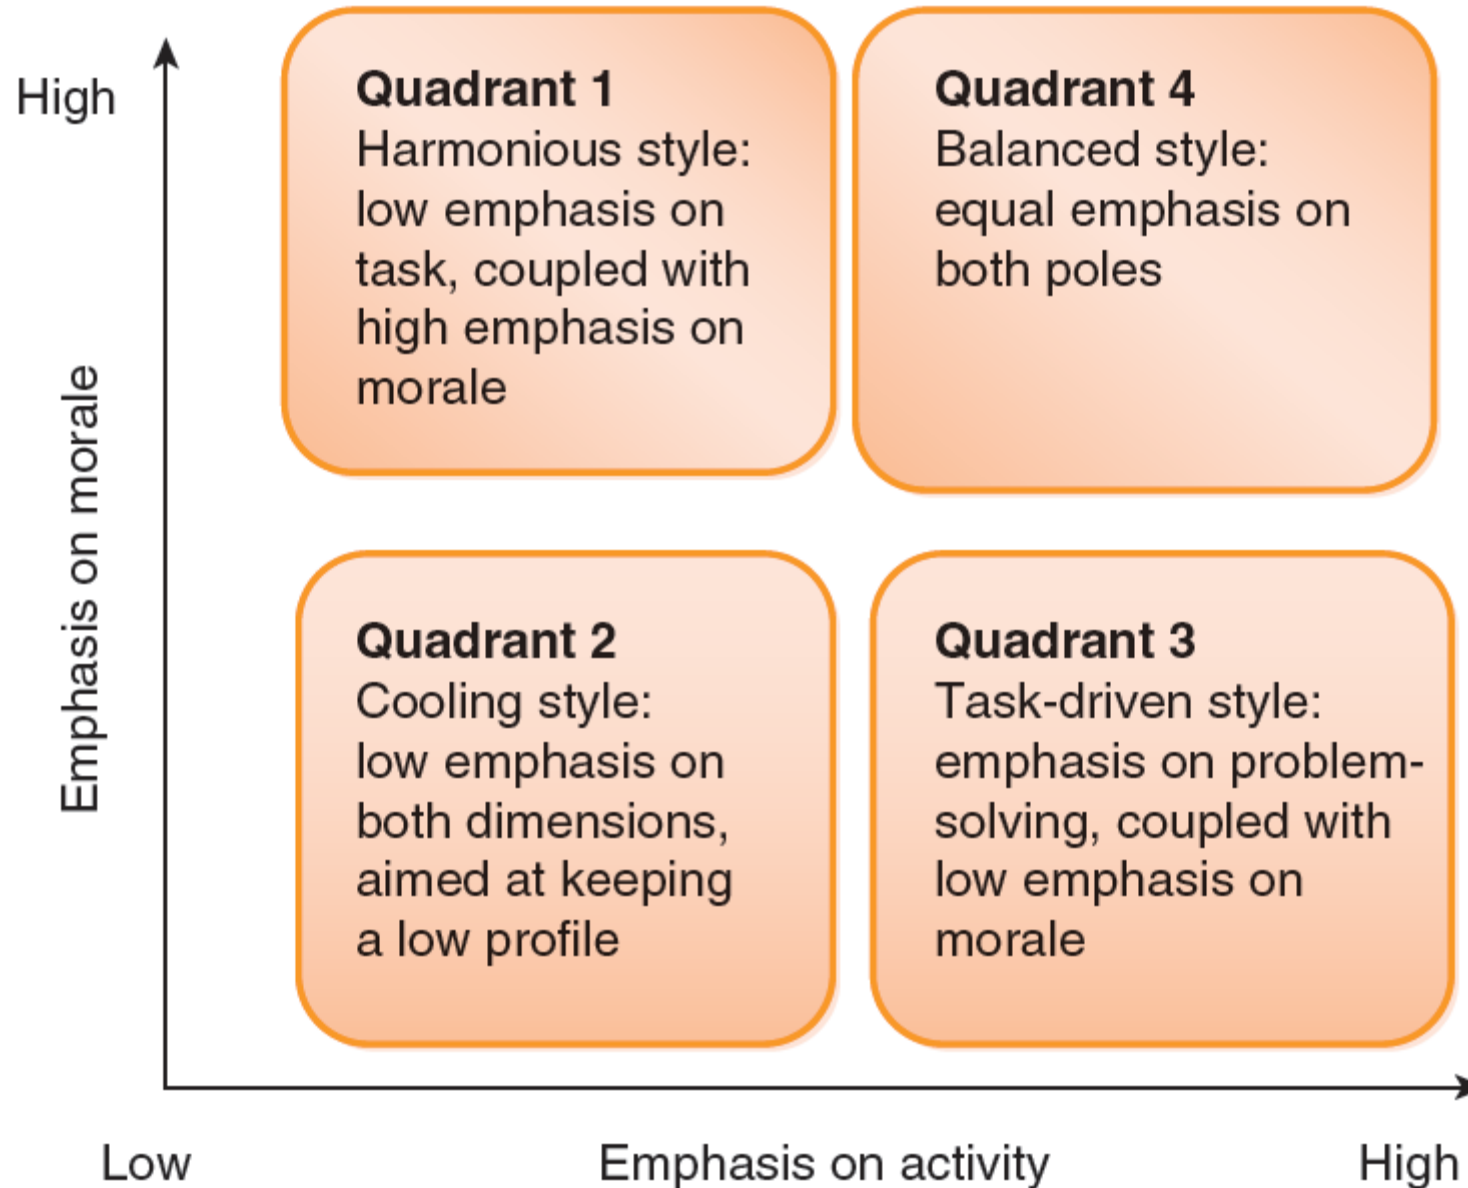 High
Emphasis on morale
Quadrant 1
Harmonious style:
low emphasis on
task, coupled with
high emphasis on
morale
Quadrant 4
Balanced style:
equal emphasis on
both poles
Quadrant 2
Cooling style:
low emphasis on
both dimensions,
aimed at keeping
a low profile
Quadrant 3
Task-driven style:
emphasis on problem-
solving, coupled with
low emphasis on
morale
Low
Emphasis on activity
High